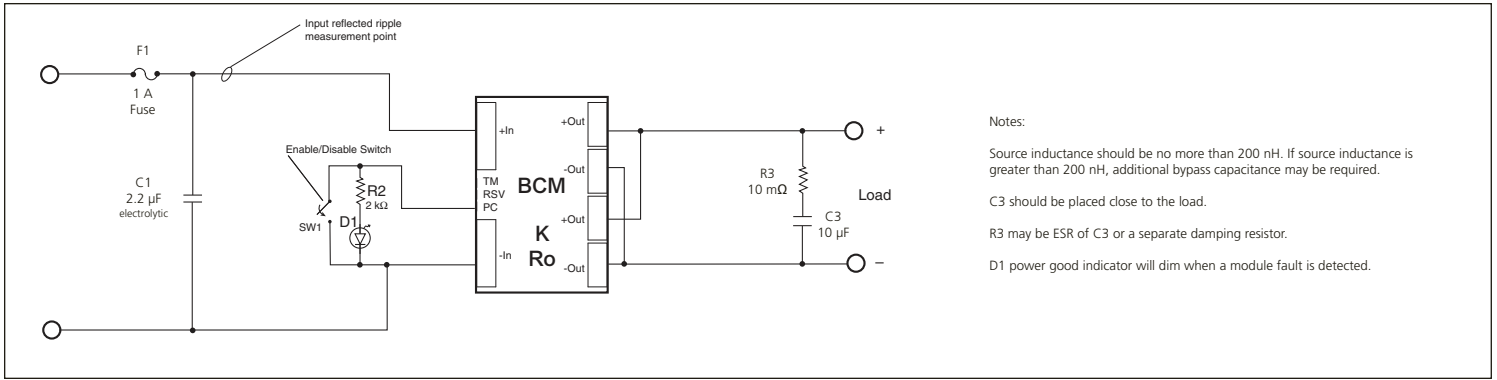 Input reflected ripple
measurement point
F1
1 A
Fuse
C1
2.2 µF
electrolytic
Enable/Disable Switch
SW1
R2
2 kΩ
D1
+In
TM
RSV
PC
-In
BCM
K
Ro
+Out
-Out
+Out
-Out
R3
10 mΩ
C3
10 µF
+
Load
–
Notes:
Source inductance should be no more than 200 nH. If source inductance is
greater than 200 nH, additional bypass capacitance may be required.
C3 should be placed close to the load.
R3 may be ESR of C3 or a separate damping resistor.
D1 power good indicator will dim when a module fault is detected.